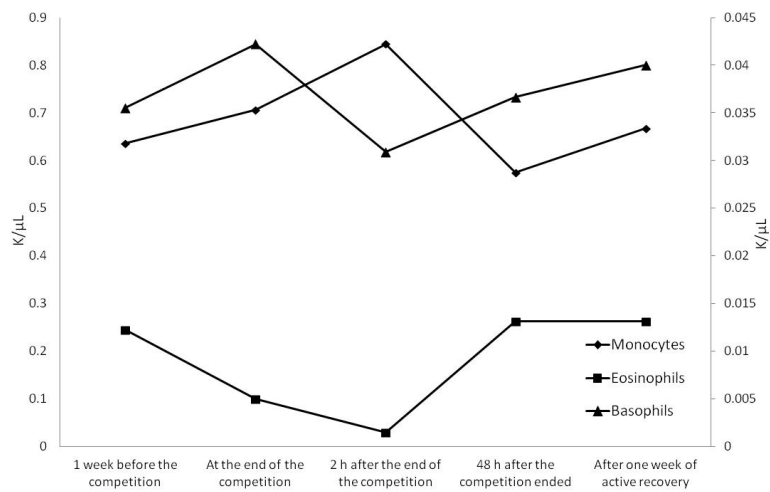 0.9
0.8
0.7
0.6
0.5
0.4
0.3
0.2
0.1
0
K/µL
0.045
0.04
0.035
0.03
0.025
0.02
0.015
0.01
0.005
0
K/µL
Monocytes
Eosinophils
Basophils
1 week before the
competition
At the end of the
competition
2 h after the end of
the competition
48 h after the
competition ended
After one week of
active recovery